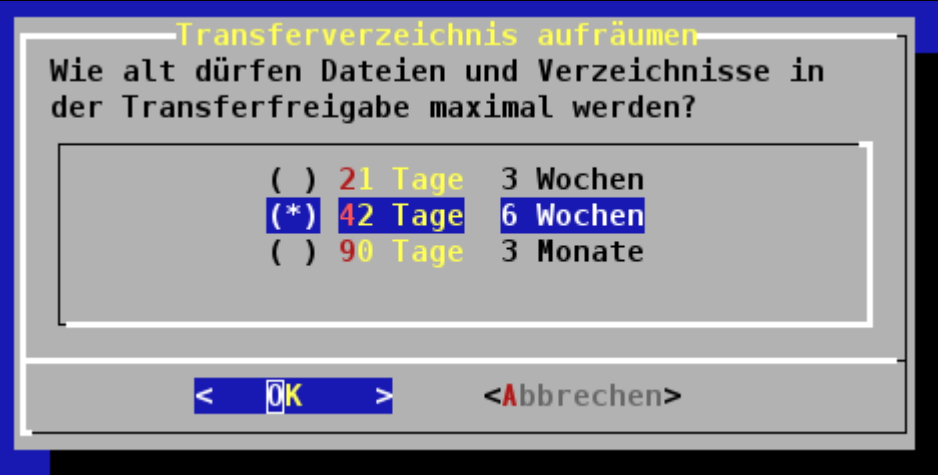 Transferverzeichnis aufräumen
Wie alt dürfen Dateien und Verzeichnisse in
der Transferfreigabe maximal werden?
( ) 21 Tage 3 Wochen
(*) 42 Tage 6 Wochen
( ) 90 Tage 3 Monate
< OK > <Abbrechen>